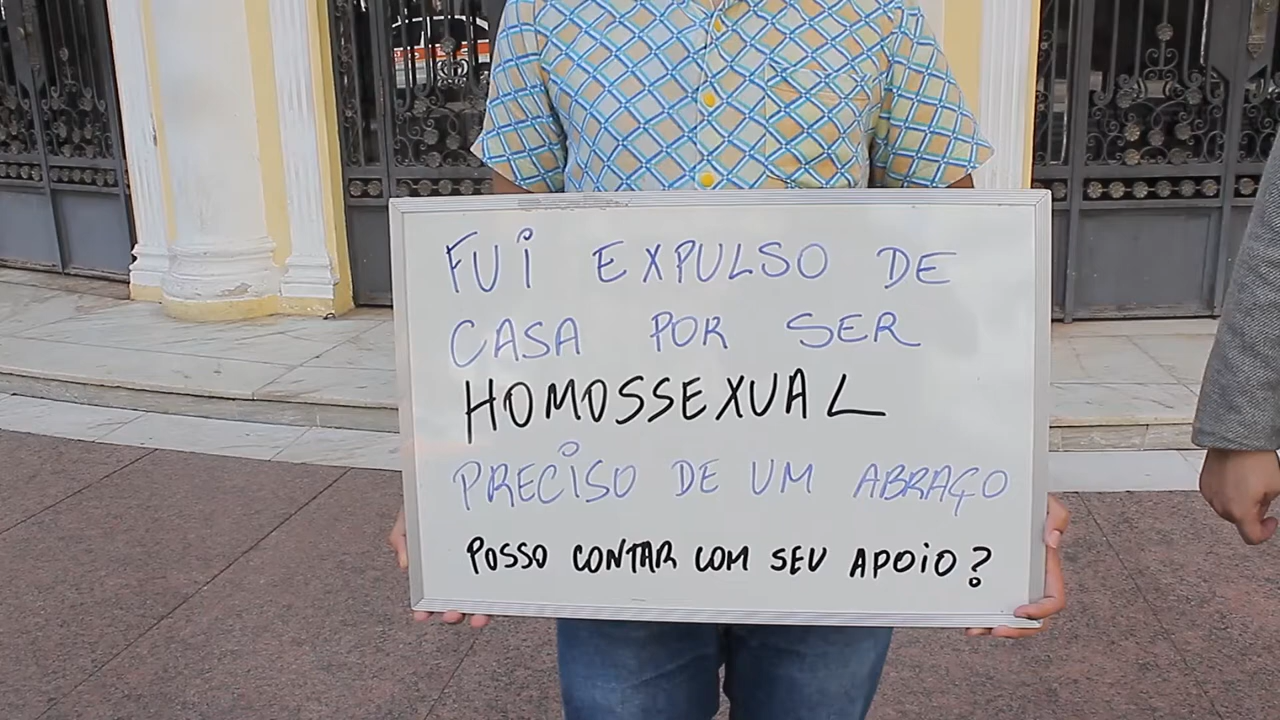 FUI EXPULSO DE
CASA POR SER
HOMOSSEXUAL
PRECISO DE UM ABRAÇO
POSSO CONTAR COM SEU APOIO?